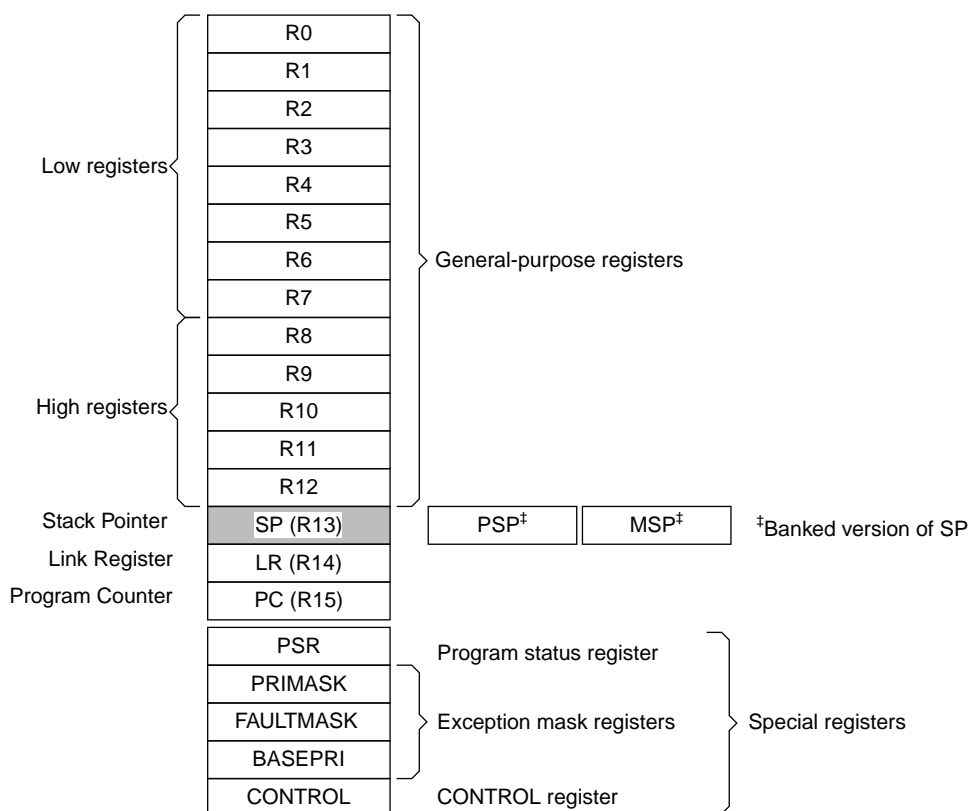 R0
R1
R2
R3
Low registers
R4
R5
R6
General-purpose registers
R7
R8
R9
High registers
R10
R11
R12
Stack Pointer SP (R13) PSP‡ MSP‡ ‡Banked version of SP
Link Register LR (R14)
Program Counter PC (R15)
PSR Program status register
PRIMASK
FAULTMASK Exception mask registers Special registers
BASEPRI
CONTROL CONTROL register